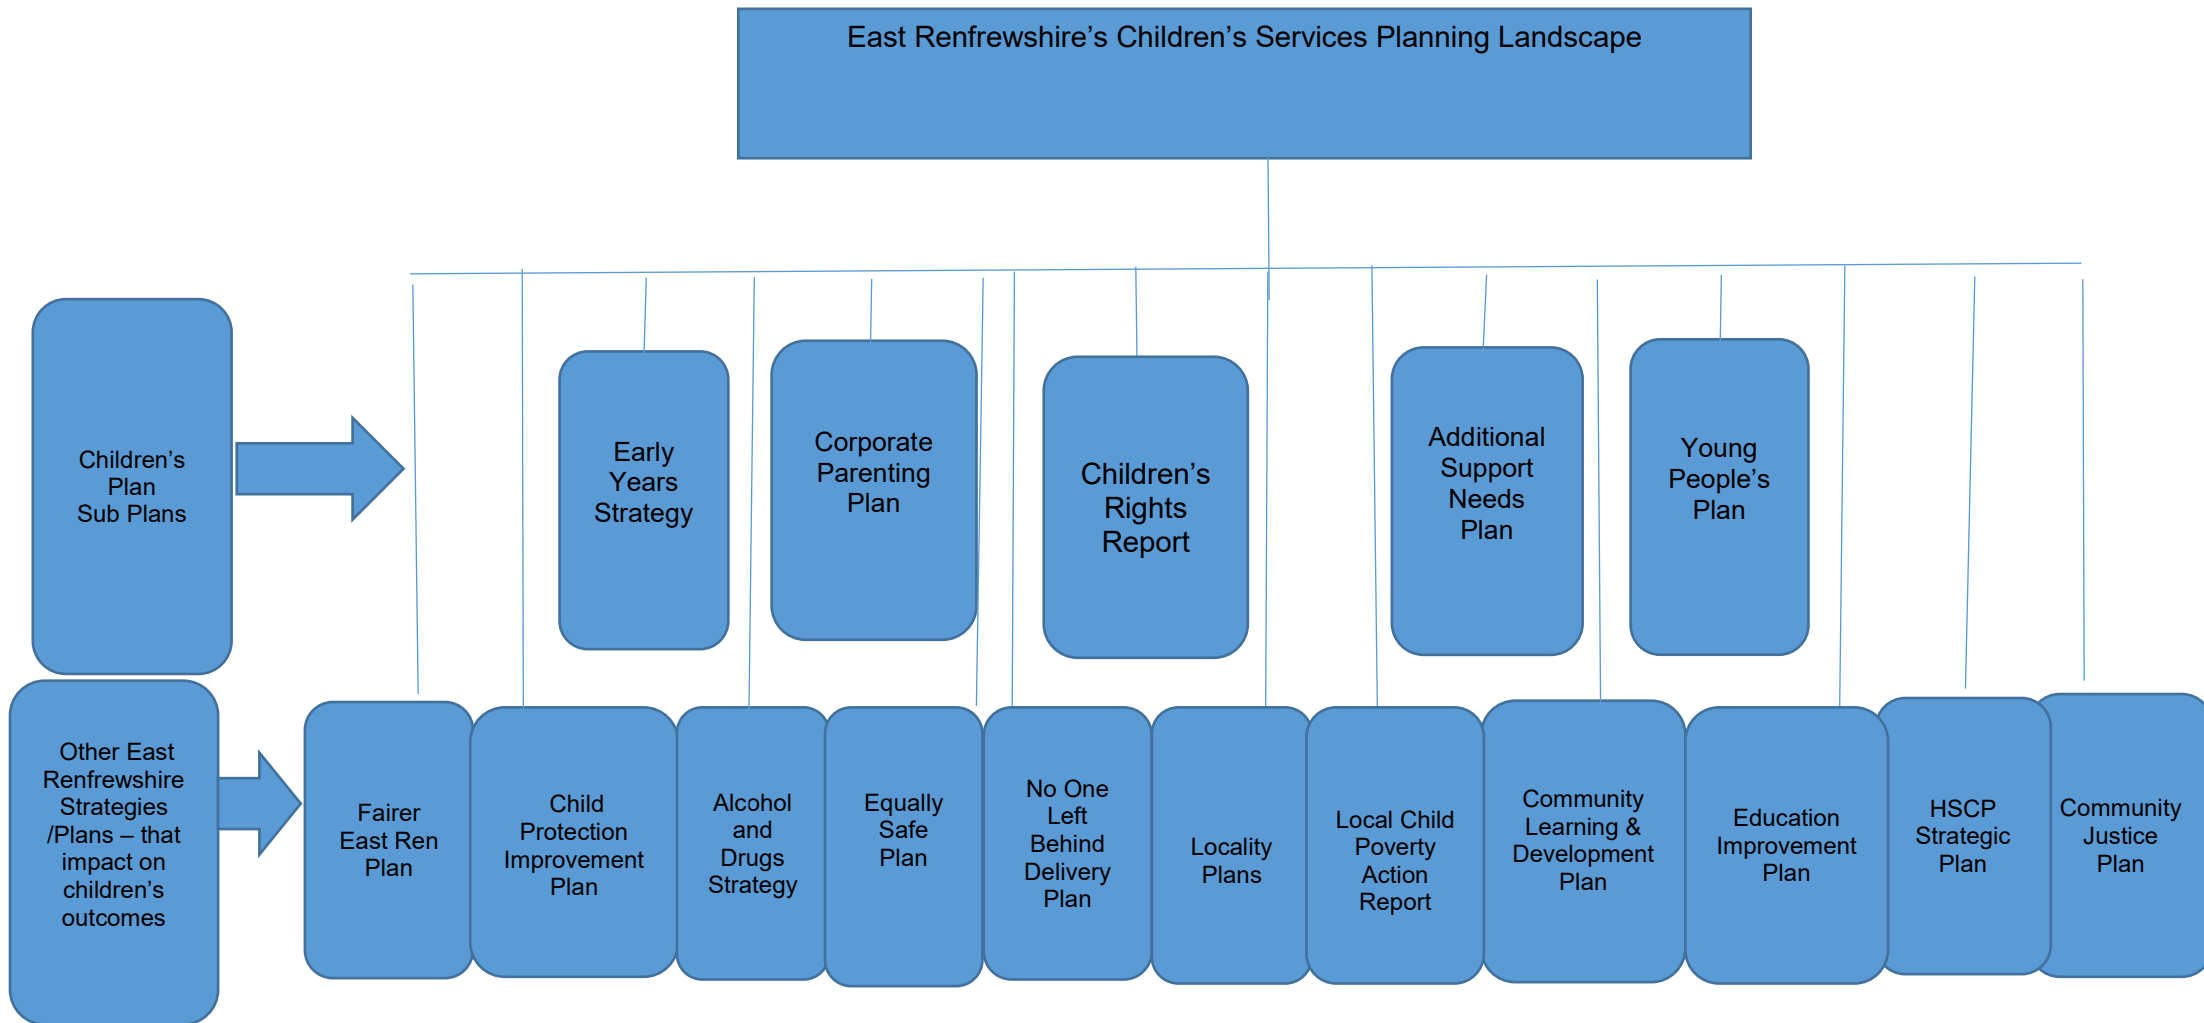 East Renfrewshire’s Children’s Services Planning Landscape
Children’s
Plan
Sub Plans
Early
Years
Strategy
Corporate
Parenting
Plan
Children’s
Rights
Report
Additional
Support
Needs
Plan
Young
People’s
Plan
Other East
Renfrewshire
Strategies
/Plans – that
impact on
children’s
outcomes
Fairer
East Ren
Plan
Child
Protection
Improvement
Plan
Alcohol
and
Drugs
Strategy
Equally
Safe
Plan
No One
Left
Behind
Delivery
Plan
Locality
Plans
Local Child
Poverty
Action
Report
Community
Learning &
Development
Plan
Education
Improvement
Plan
HSCP
Strategic
Plan
Community
Justice
Plan